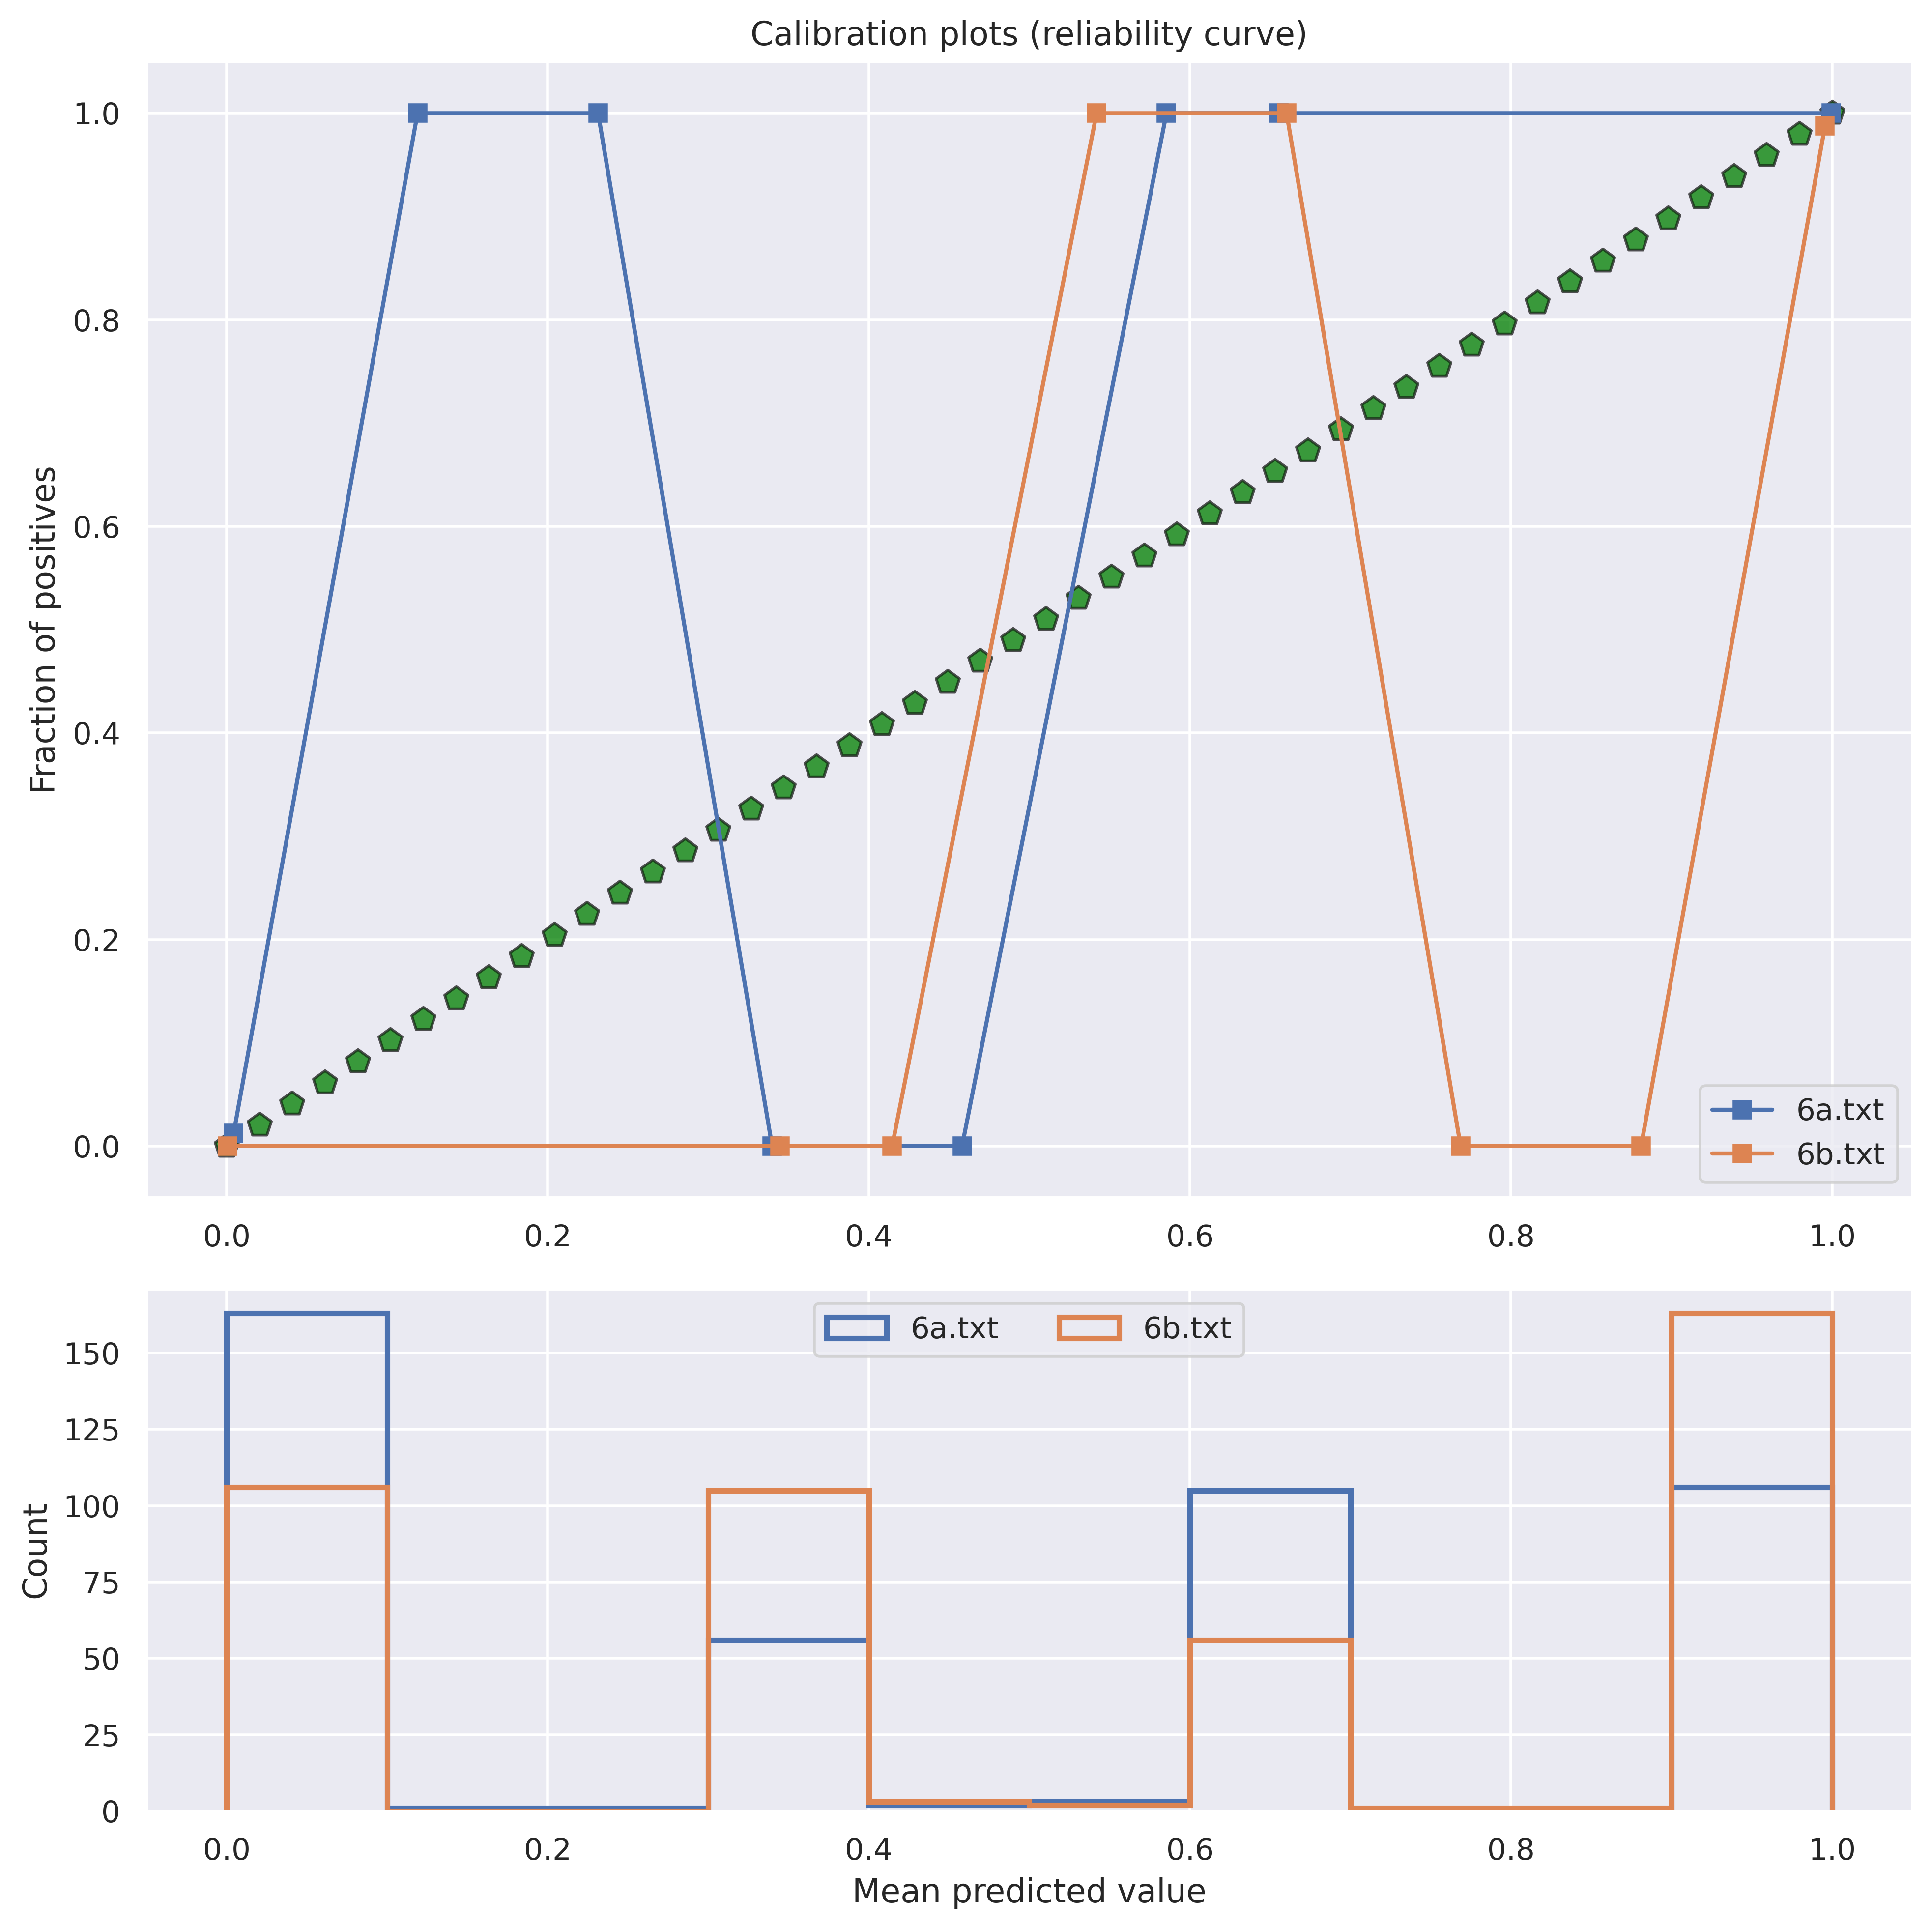 Calibration plots (reliability curve)
Fraction of positives
1.0
0.8
0.6
0.4
0.2
0.0
0.0 0.2 0.4 0.6 0.8 1.0
6a.txt
6b.txt
6a.txt 6b.txt
Count
150
125
100
75
50
25
0
0.0 0.2 0.4 0.6 0.8 1.0
Mean predicted value